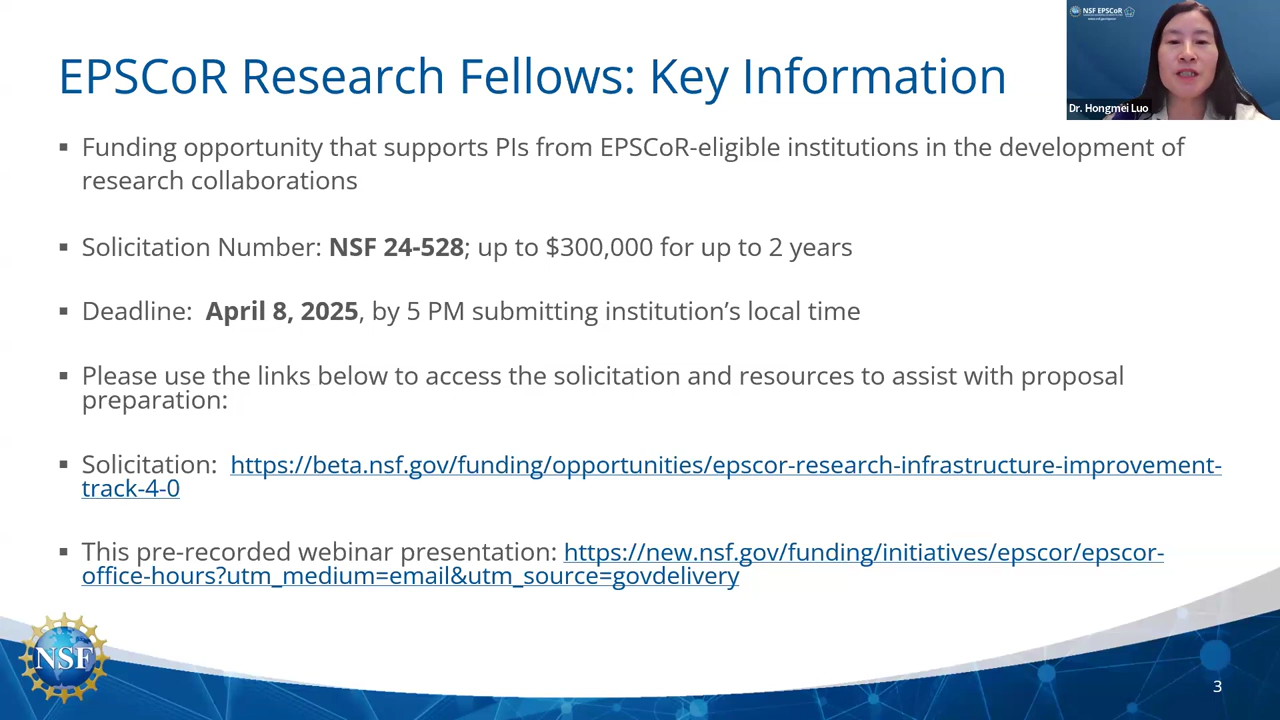 NSF EPSCoR
EPSCoR Research Fellows: Key Information
Dr. Hongmei Luo
▪ Funding opportunity that supports PIs from EPSCoR-eligible institutions in the development of
research collaborations
▪ Solicitation Number: NSF 24-528; up to $300,000 for up to 2 years
▪ Deadline:  April 8, 2025, by 5 PM submitting institution’s local time
▪ Please use the links below to access the solicitation and resources to assist with proposal
preparation:
▪ Solicitation:  https://beta.nsf.gov/funding/opportunities/epscor-research-infrastructure-improvement-
track-4-0
▪ This pre-recorded webinar presentation: https://new.nsf.gov/funding/initiatives/epscor/epscor-
office-hours?utm_medium=email&utm_source=govdelivery
NSF
3